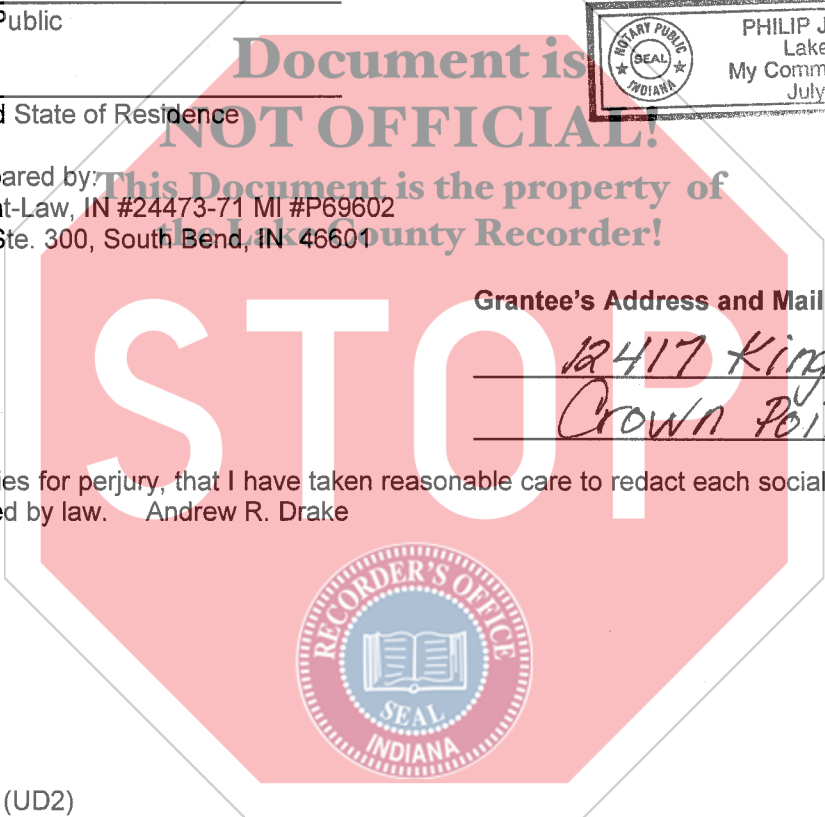 Public
NOTARY PUBLIC
SEAL
INDIANA
PHILIP J
Lake
My Comm
July
Document is
NOT OFFICIAL!
This Document is the property of
the Lake County Recorder!
d State of Residence
ared by:
at-Law, IN #24473-71 MI #P69602
Ste. 300, South Bend, IN 46601
STOP
Grantee's Address and Mail
12417 King
Crown Poi
ies for perjury, that I have taken reasonable care to redact each social
ed by law. Andrew R. Drake
RECORDER'S OFFICE
SEAL
INDIANA
(UD2)